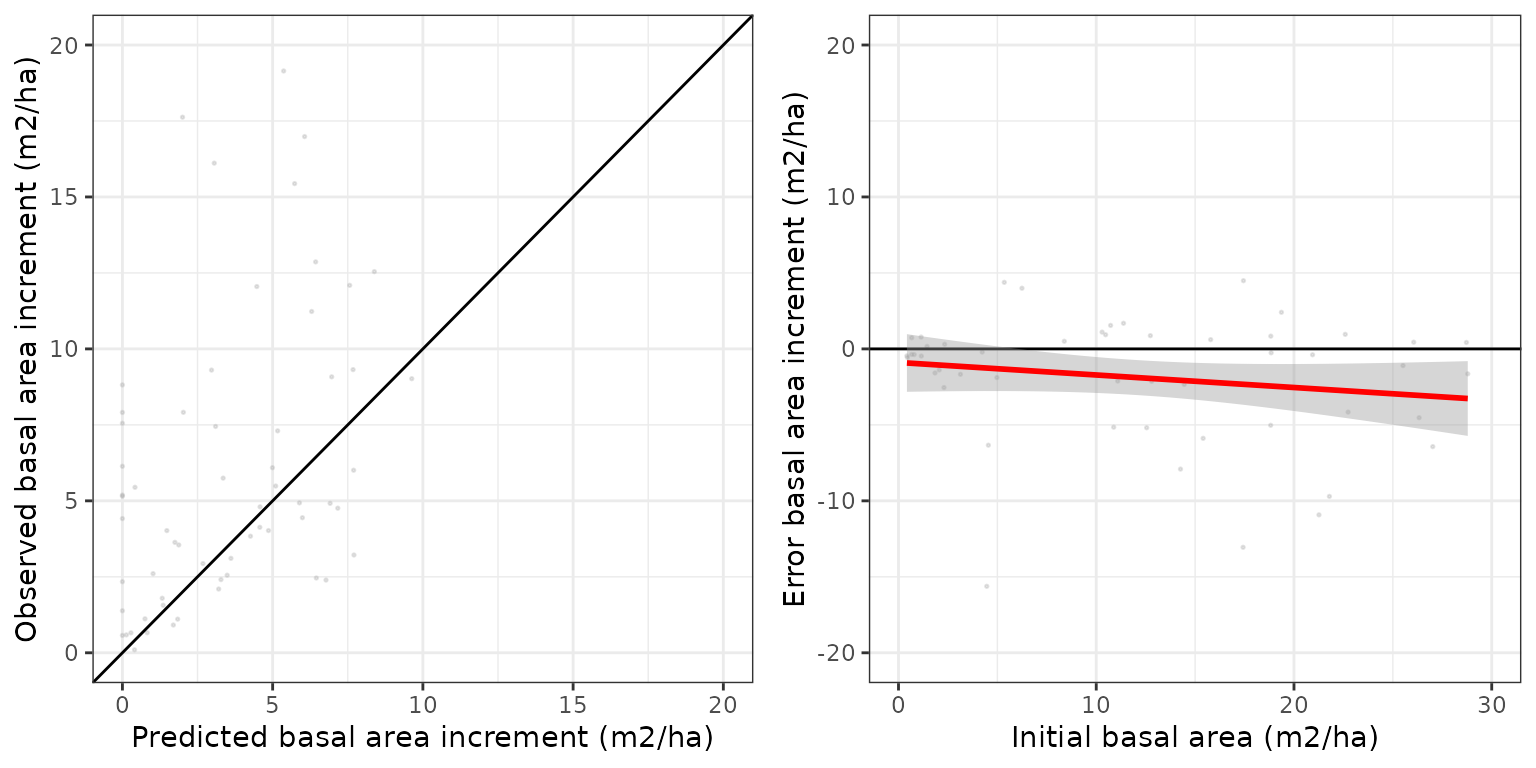 Observed basal area increment (m2/ha)
20
15
10
5
0
0 5 10 15 20
Predicted basal area increment (m2/ha)
Error basal area increment (m2/ha)
20
10
0
-10
-20
0 10 20 30
Initial basal area (m2/ha)